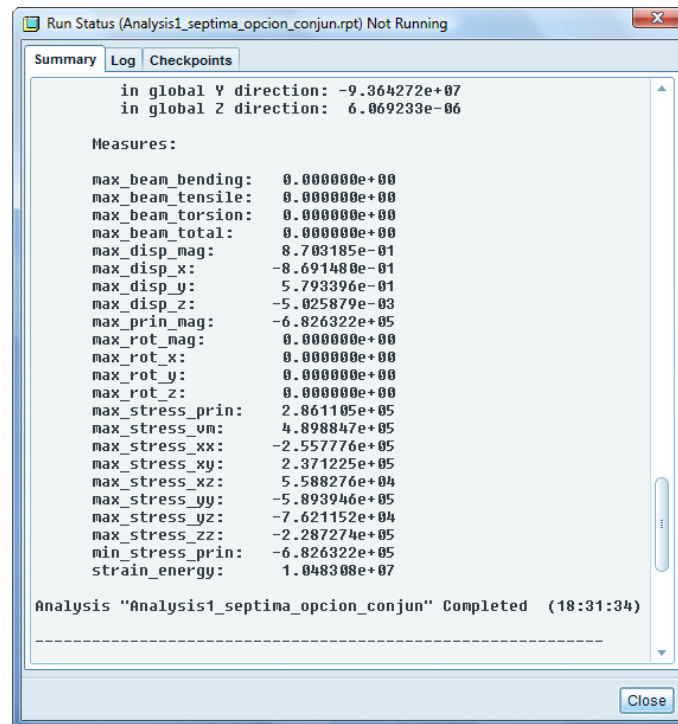 Run Status (Analysis1_septima_opcion_conjun.rpt) Not Running
Summary Log Checkpoints
in global Y direction: -9.364272e+07
in global Z direction: 6.069233e-06
Measures:
max_beam_bending: 0.000000e+00
max_beam_tensile: 0.000000e+00
max_beam_torsion: 0.000000e+00
max_beam_total: 0.000000e+00
max_disp_mag: 8.703185e-01
max_disp_x: -8.691480e-01
max_disp_y: 5.793396e-01
max_disp_z: -5.025879e-03
max_prin_mag: -6.826322e+05
max_rot_mag: 0.000000e+00
max_rot_x: 0.000000e+00
max_rot_y: 0.000000e+00
max_rot_z: 0.000000e+00
max_stress_prin: 2.861105e+05
max_stress_vm: 4.898847e+05
max_stress_xx: -2.557776e+05
max_stress_xy: 2.371225e+05
max_stress_xz: 5.588276e+04
max_stress_yy: -5.893946e+05
max_stress_yz: -7.621152e+04
max_stress_zz: -2.287274e+05
min_stress_prin: -6.826322e+05
strain_energy: 1.048308e+07
Analysis "Analysis1_septima_opcion_conjun" Completed (18:31:34)
------------------------------------------------------------
Close